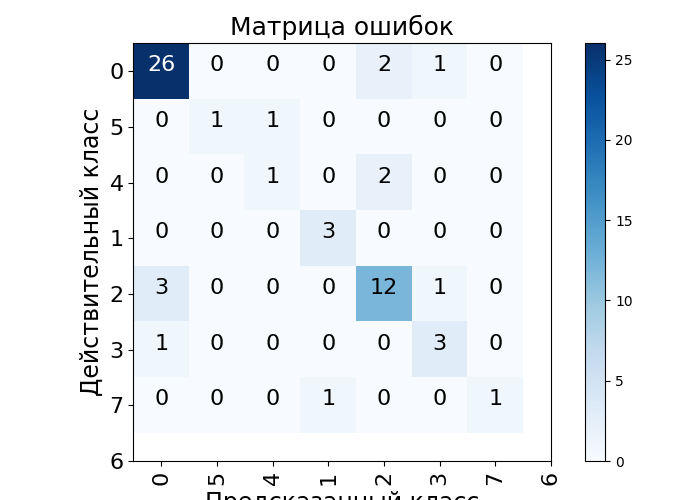 Матрица ошибок
0 26 0 0 0 2 1 0
5 0 1 1 0 0 0 0
4 0 0 1 0 2 0 0
1 0 0 0 3 0 0 0
2 3 0 0 0 12 1 0
3 1 0 0 0 0 3 0
7 0 0 0 1 0 0 1
6
0 5 4 1 2 3 7 6
Действительный класс
Предсказанный класс
25
20
15
10
5
0